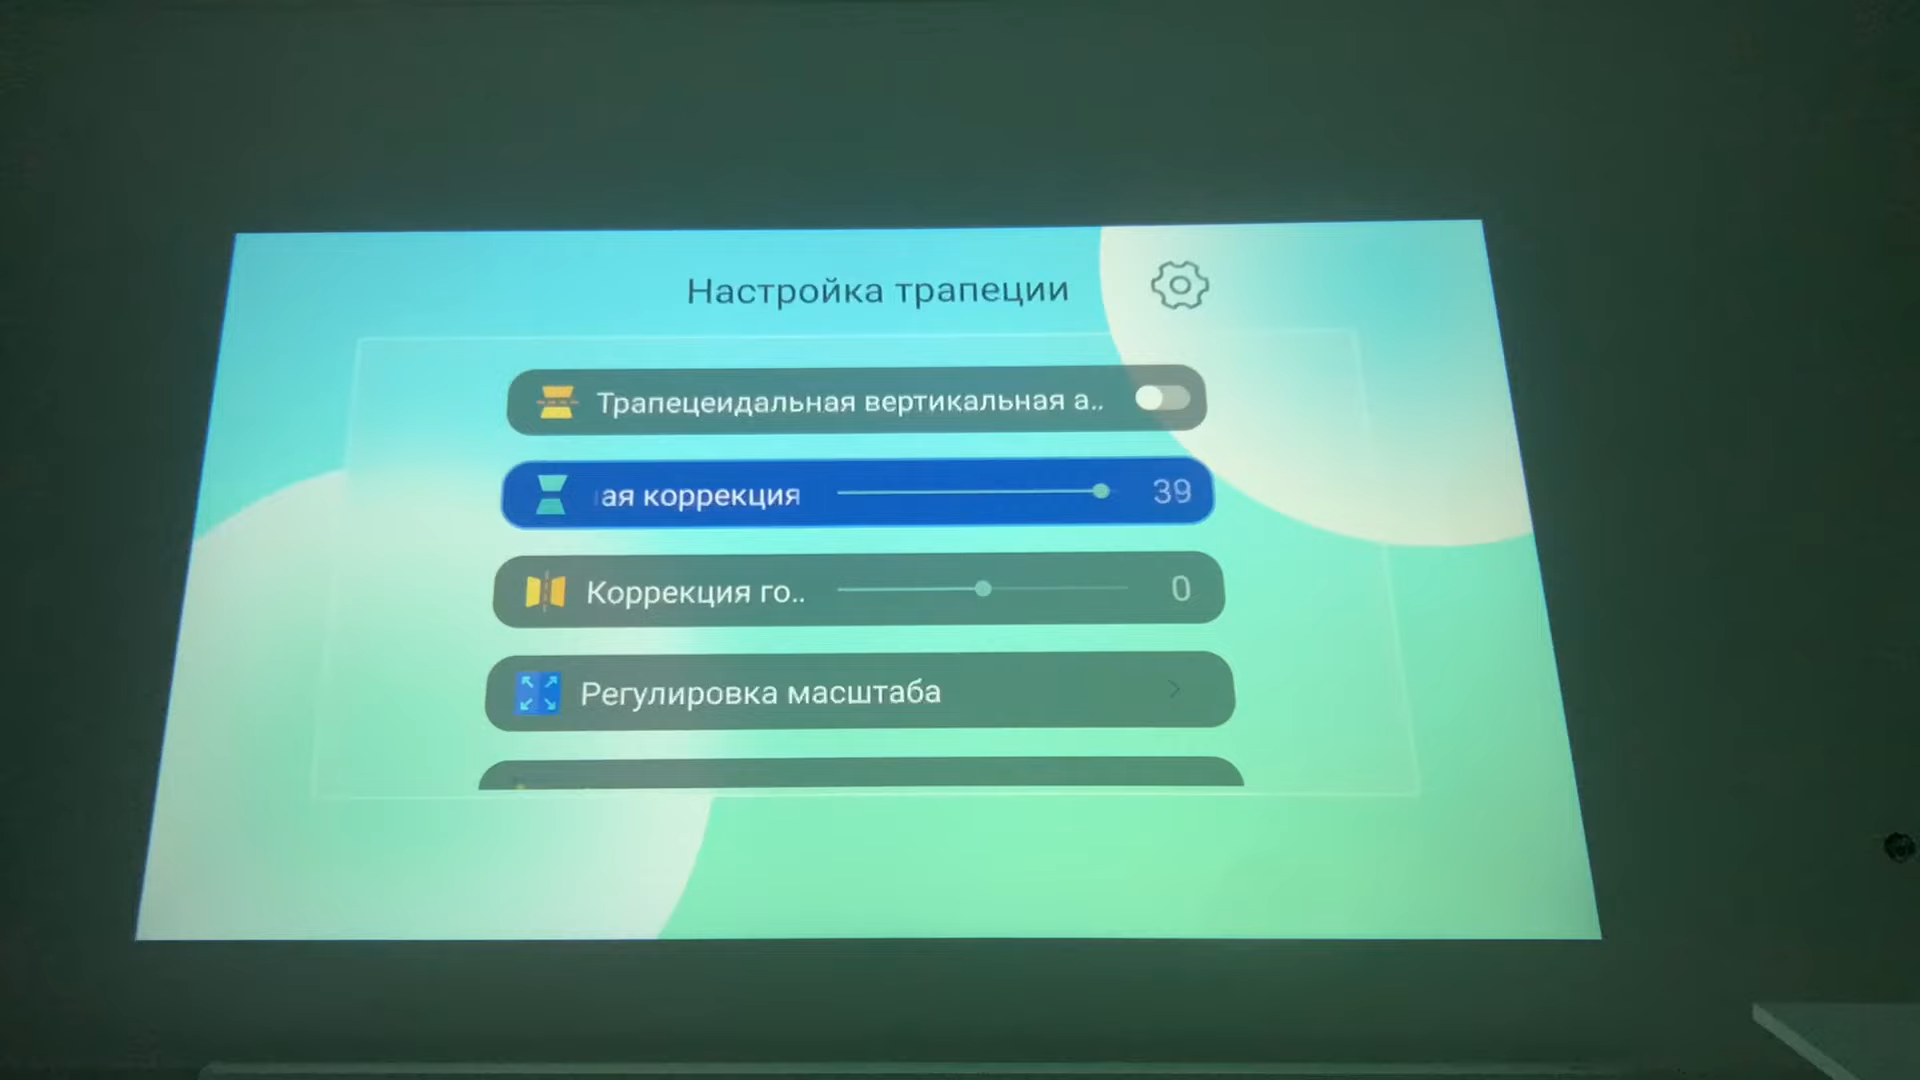 Настройка трапеции
Трапецеидальная вертикальная а..
ая коррекция 39
Коррекция го.. 0
Регулировка масштаба